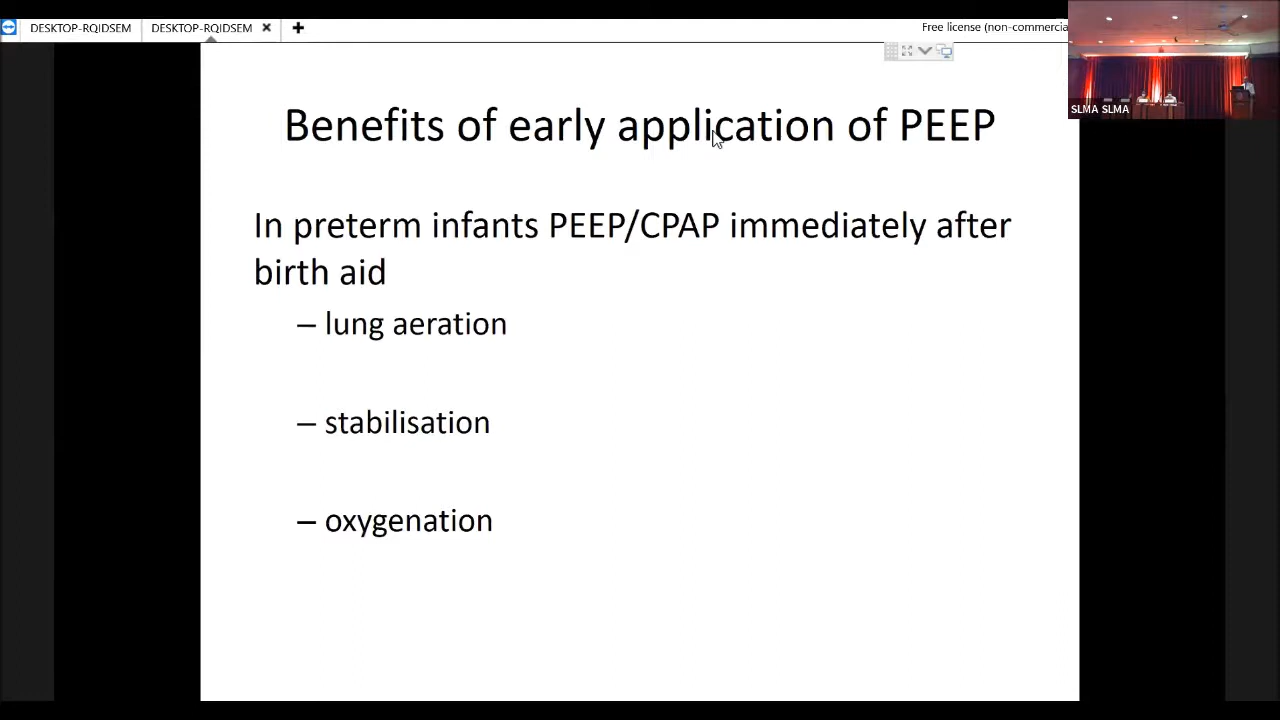 DESKTOP-RQIDSEM
DESKTOP-RQIDSEM
Free license (non-commercia
SLMA SLMA
Benefits of early application of PEEP
In preterm infants PEEP/CPAP immediately after
birth aid
– lung aeration
– stabilisation
– oxygenation